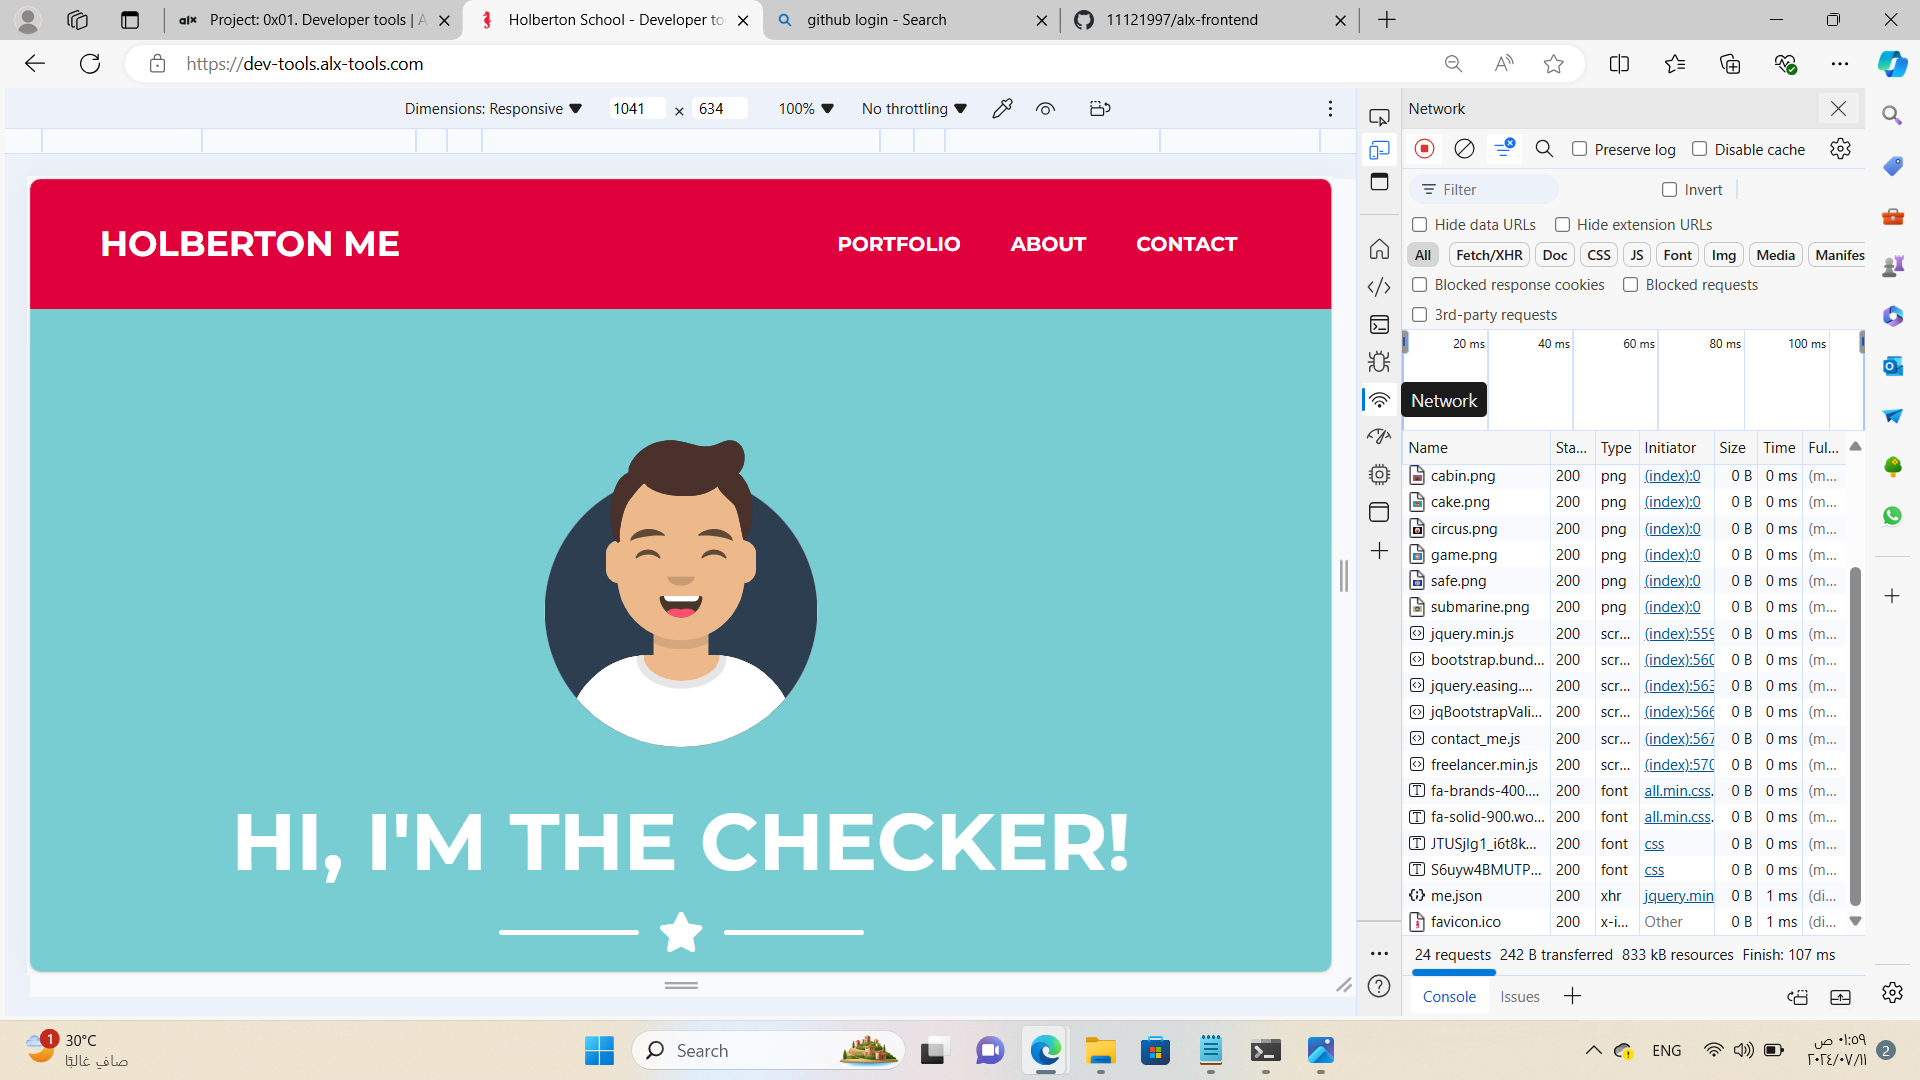 alx Project: 0x01. Developer tools | A
Holberton School - Developer to
github login - Search
11121997/alx-frontend
https://dev-tools.alx-tools.com
Dimensions: Responsive 1041 × 634 100% No throttling
Network
Preserve log Disable cache
Filter Invert
Hide data URLs Hide extension URLs
All Fetch/XHR Doc CSS JS Font Img Media Manifes
Blocked response cookies Blocked requests
3rd-party requests
20 ms 40 ms 60 ms 80 ms 100 ms
Network
Name Sta... Type Initiator Size Time Ful...
cabin.png 200 png (index):0 0 B 0 ms (m...
cake.png 200 png (index):0 0 B 0 ms (m...
circus.png 200 png (index):0 0 B 0 ms (m...
game.png 200 png (index):0 0 B 0 ms (m...
safe.png 200 png (index):0 0 B 0 ms (m...
submarine.png 200 png (index):0 0 B 0 ms (m...
jquery.min.js 200 scr... (index):559 0 B 0 ms (m...
bootstrap.bund... 200 scr... (index):560 0 B 0 ms (m...
jquery.easing.... 200 scr... (index):563 0 B 0 ms (m...
jqBootstrapVali... 200 scr... (index):566 0 B 0 ms (m...
contact_me.js 200 scr... (index):567 0 B 0 ms (m...
freelancer.min.js 200 scr... (index):570 0 B 0 ms (m...
fa-brands-400.... 200 font all.min.css. 0 B 0 ms (m...
fa-solid-900.wo... 200 font all.min.css. 0 B 0 ms (m...
JTUSjIg1_i6t8k... 200 font css 0 B 0 ms (m...
S6uyw4BMUTP... 200 font css 0 B 0 ms (m...
me.json 200 xhr jquery.min 0 B 1 ms (di...
favicon.ico 200 x-i... Other 0 B 1 ms (di...
24 requests 242 B transferred 833 kB resources Finish: 107 ms
Console Issues
HOLBERTON ME PORTFOLIO ABOUT CONTACT
HI, I'M THE CHECKER!
1
30°C
صافٍ غالبًا
Search
ENG
٠١:٥٩ ص
٢٠٢٤/٠٧/١١
2